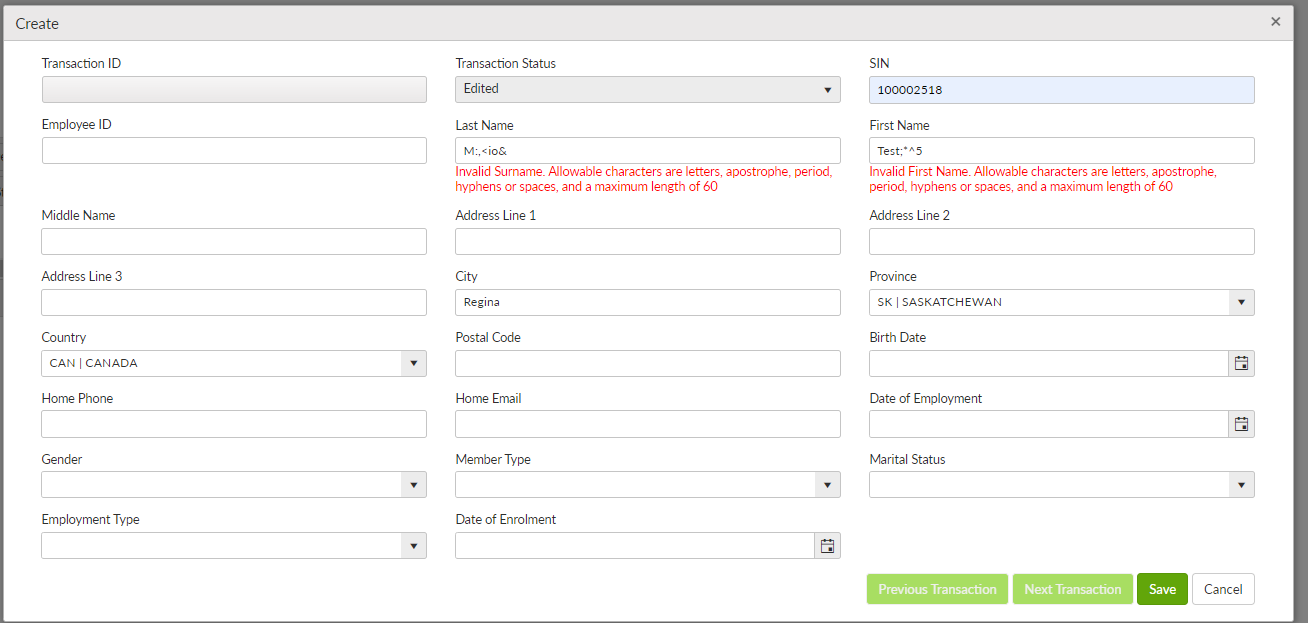 Create
Transaction ID
Transaction Status
SIN
Edited
100002518
Employee ID
Last Name
First Name
M:,<io&
Test;*^5
Invalid Surname. Allowable characters are letters, apostrophe, period,
hyphens or spaces, and a maximum length of 60
Invalid First Name. Allowable characters are letters, apostrophe,
period, hyphens or spaces, and a maximum length of 60
Middle Name
Address Line 1
Address Line 2
Address Line 3
City
Province
Regina
SK | SASKATCHEWAN
Country
Postal Code
Birth Date
CAN | CANADA
Home Phone
Home Email
Date of Employment
Gender
Member Type
Marital Status
Employment Type
Date of Enrolment
Previous Transaction
Next Transaction
Save
Cancel